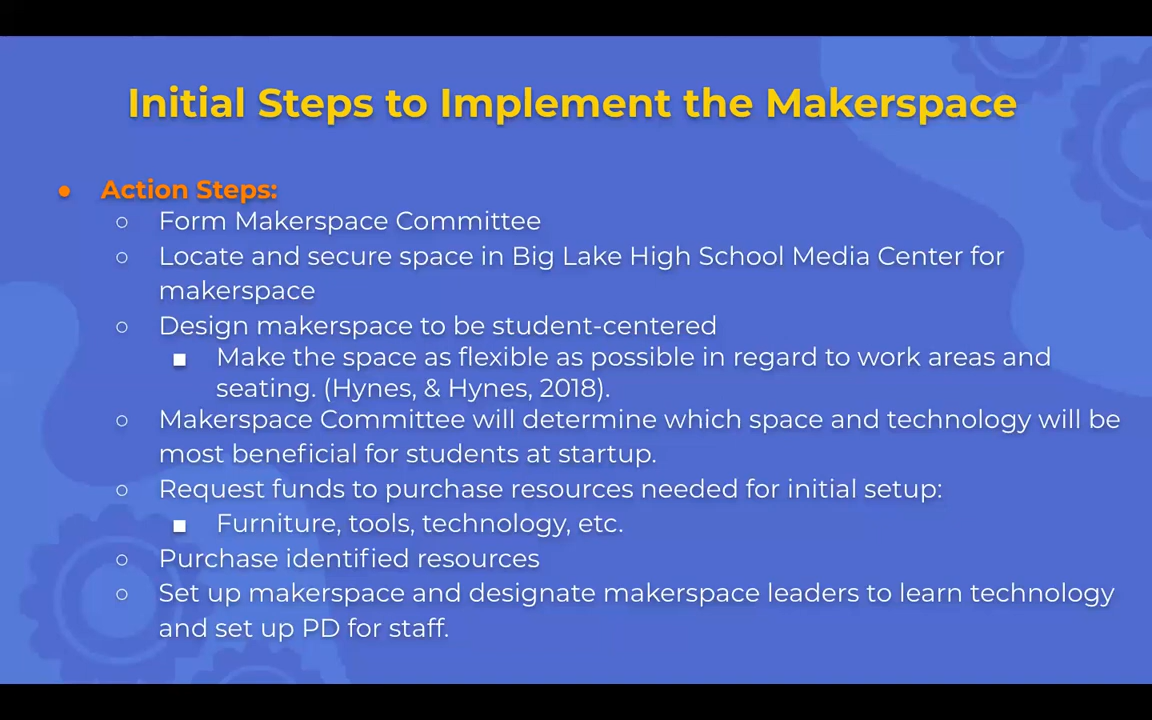 Initial Steps to Implement the Makerspace
● Action Steps:
○ Form Makerspace Committee
○ Locate and secure space in Big Lake High School Media Center for
makerspace
○ Design makerspace to be student-centered
■ Make the space as flexible as possible in regard to work areas and
seating. (Hynes, & Hynes, 2018).
○ Makerspace Committee will determine which space and technology will be
most beneficial for students at startup.
○ Request funds to purchase resources needed for initial setup:
■ Furniture, tools, technology, etc.
○ Purchase identified resources
○ Set up makerspace and designate makerspace leaders to learn technology
and set up PD for staff.